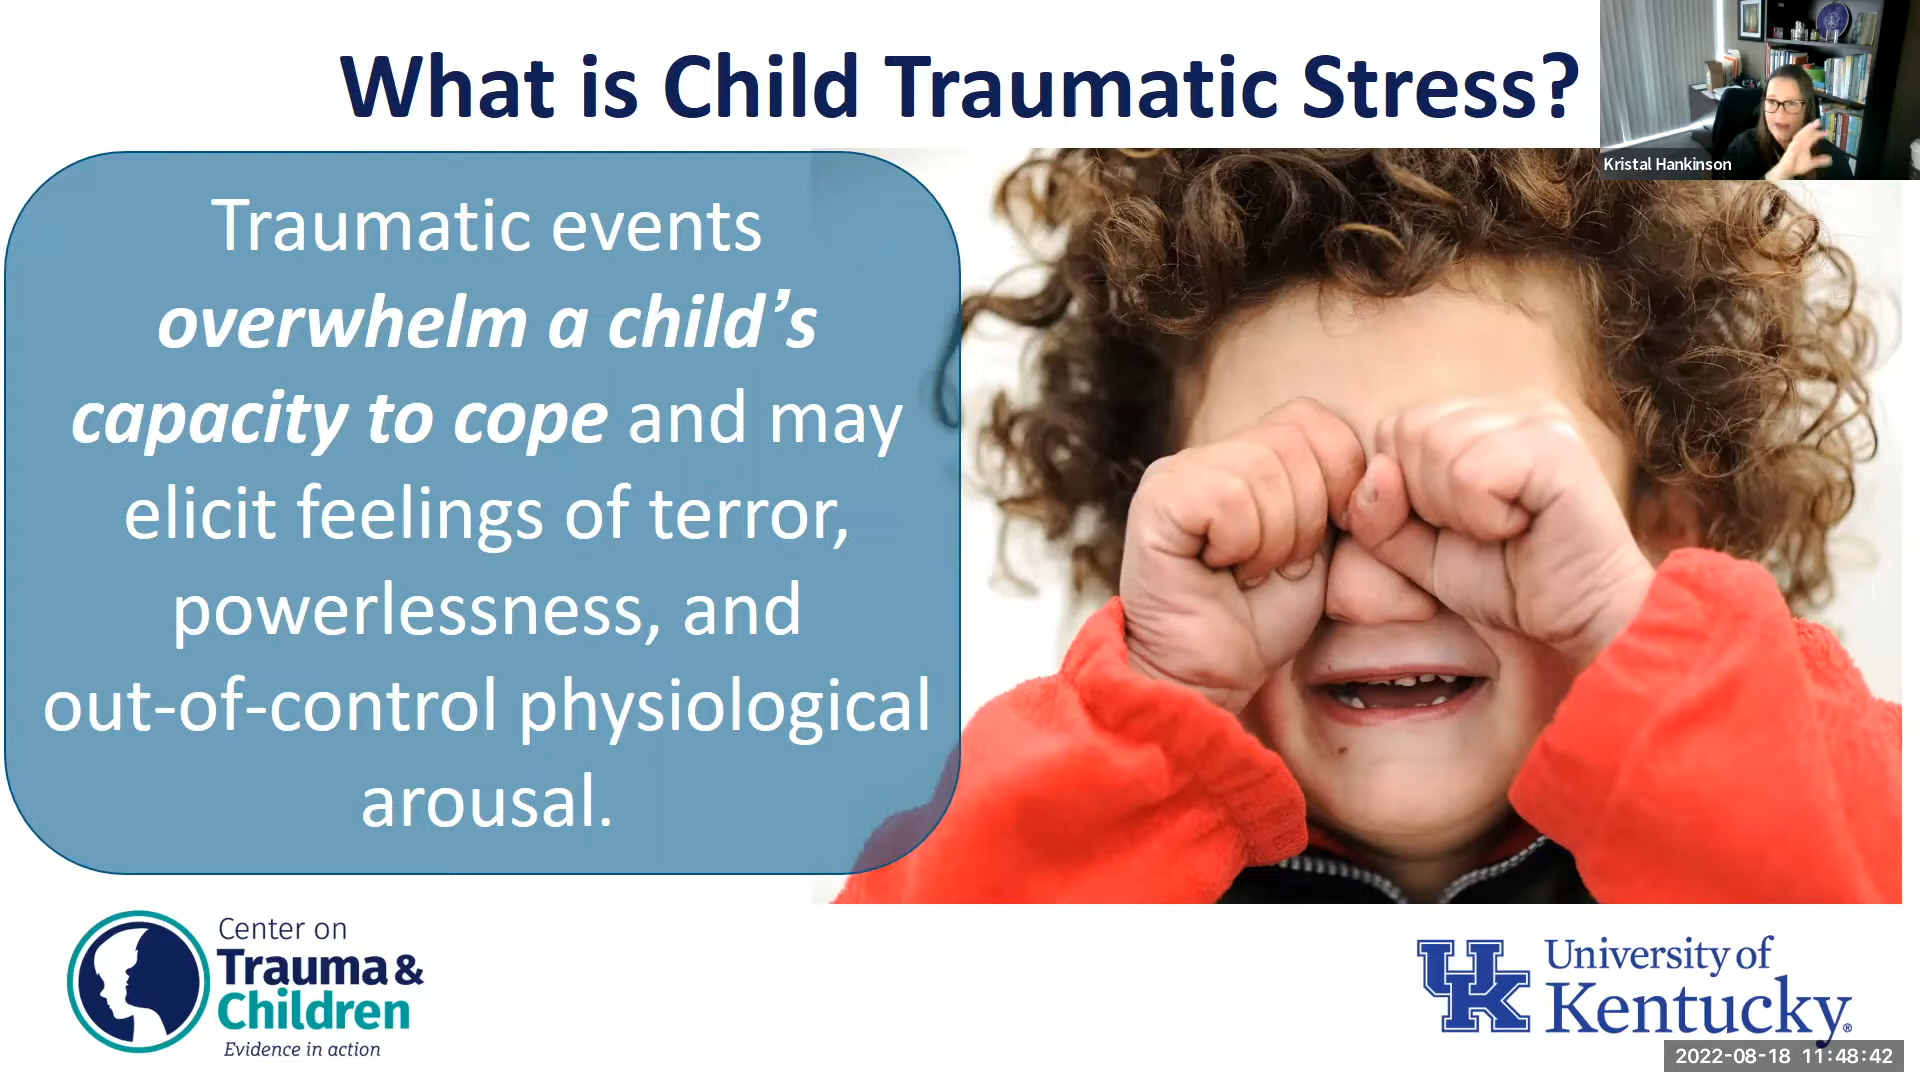 What is Child Traumatic Stress?
Kristal Hankinson
Traumatic events
overwhelm a child’s
capacity to cope and may
elicit feelings of terror,
powerlessness, and
out-of-control physiological
arousal.
Center on
Trauma &
Children
Evidence in action
UK
University of
Kentucky®
2022-08-18 11:48:42